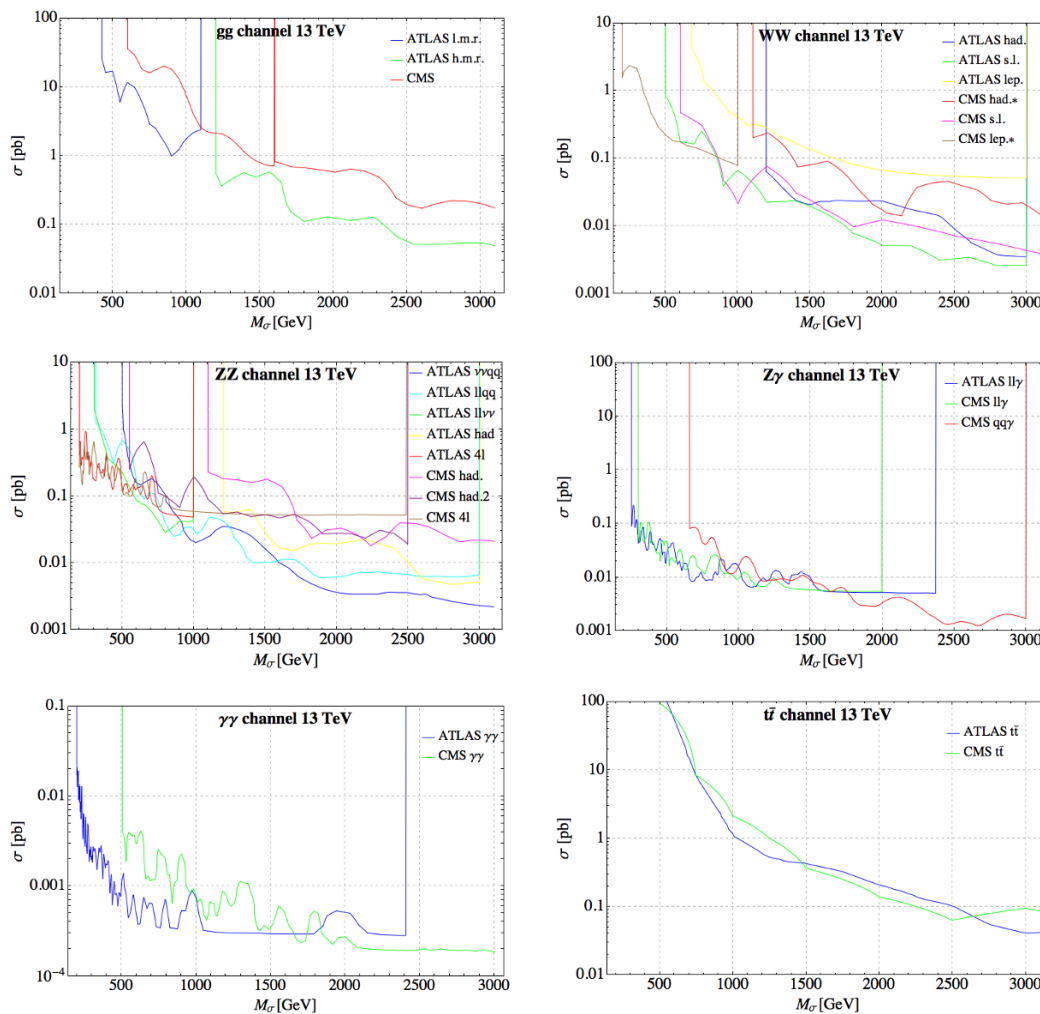 gg channel 13 TeV
ATLAS l.m.r.
ATLAS h.m.r.
CMS
σ [pb]
100
10
1
0.1
0.01
500 1000 1500 2000 2500 3000
Mσ [GeV]
WW channel 13 TeV
ATLAS had.
ATLAS s.l.
ATLAS lep.
CMS had.*
CMS s.l.
CMS lep.*
σ [pb]
10
1
0.1
0.01
0.001
500 1000 1500 2000 2500 3000
Mσ [GeV]
ZZ channel 13 TeV
ATLAS ννqq
ATLAS llqq
ATLAS llνν
ATLAS had
ATLAS 4l
CMS had.
CMS had.2
CMS 4l
σ [pb]
10
1
0.1
0.01
0.001
500 1000 1500 2000 2500 3000
Mσ [GeV]
Zγ channel 13 TeV
ATLAS llγ
CMS llγ
CMS qqγ
σ [pb]
100
10
1
0.1
0.01
0.001
500 1000 1500 2000 2500 3000
Mσ [GeV]
γγ channel 13 TeV
ATLAS γγ
CMS γγ
σ [pb]
0.1
0.01
0.001
10⁻⁴
500 1000 1500 2000 2500 3000
Mσ [GeV]
tt̄ channel 13 TeV
ATLAS tt̄
CMS tt̄
σ [pb]
100
10
1
0.1
0.01
500 1000 1500 2000 2500 3000
Mσ [GeV]